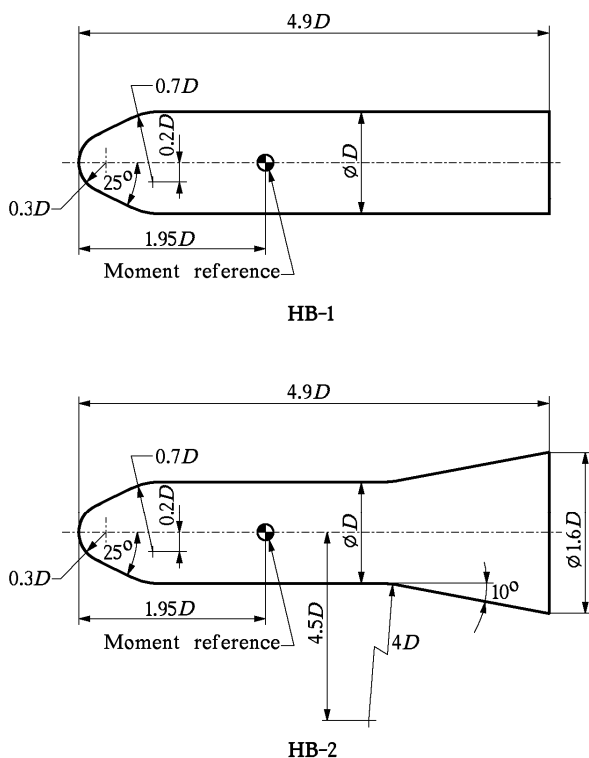 4.9D
0.7D
0.2D
25°
ϕD
0.3D
1.95D
Moment reference
HB-1
4.9D
0.7D
0.2D
25°
ϕD
ϕ1.6D
0.3D
10°
1.95D
4.5D
Moment reference
4D
HB-2